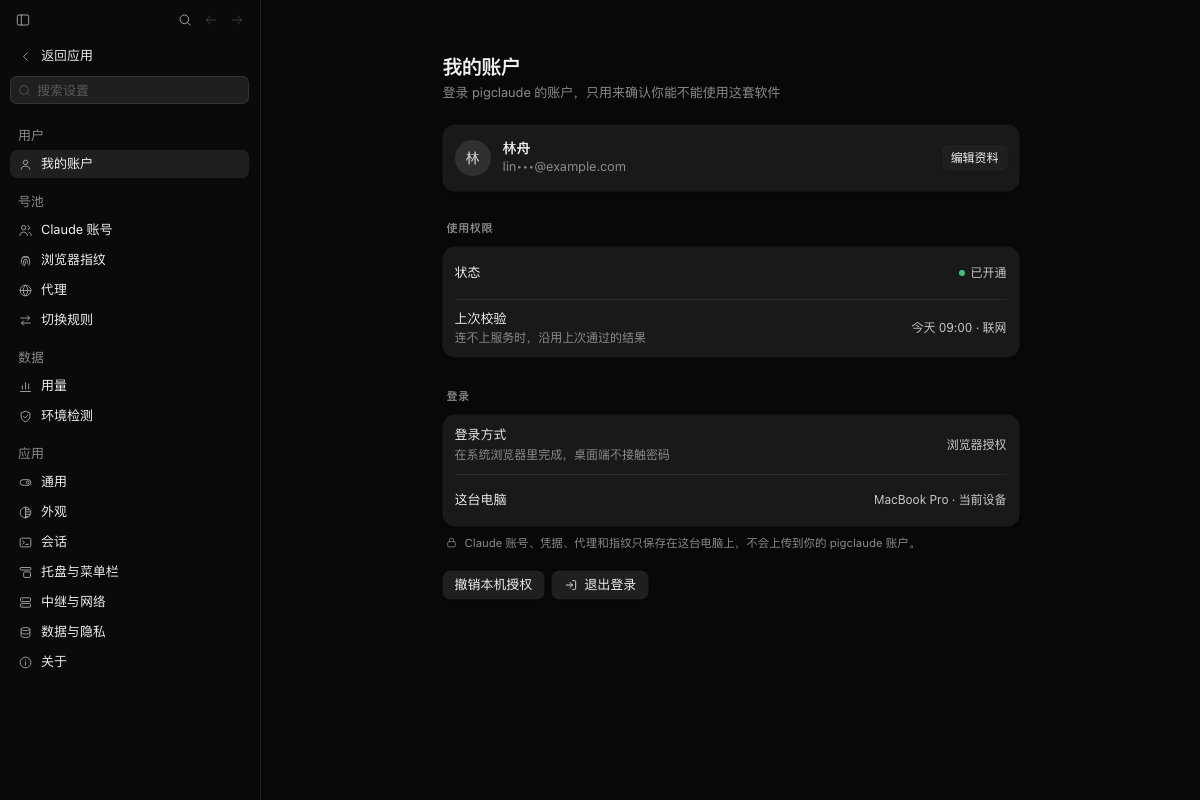 返回应用
搜索设置
用户
我的账户
号池
Claude 账号
浏览器指纹
代理
切换规则
数据
用量
环境检测
应用
通用
外观
会话
托盘与菜单栏
中继与网络
数据与隐私
关于
我的账户
登录 pigclaude 的账户，只用来确认你能不能使用这套软件
林
林舟
lin•••@example.com
编辑资料
使用权限
状态
已开通
上次校验
连不上服务时，沿用上次通过的结果
今天 09:00 · 联网
登录
登录方式
在系统浏览器里完成，桌面端不接触密码
浏览器授权
这台电脑
MacBook Pro · 当前设备
Claude 账号、凭据、代理和指纹只保存在这台电脑上，不会上传到你的 pigclaude 账户。
撤销本机授权
退出登录